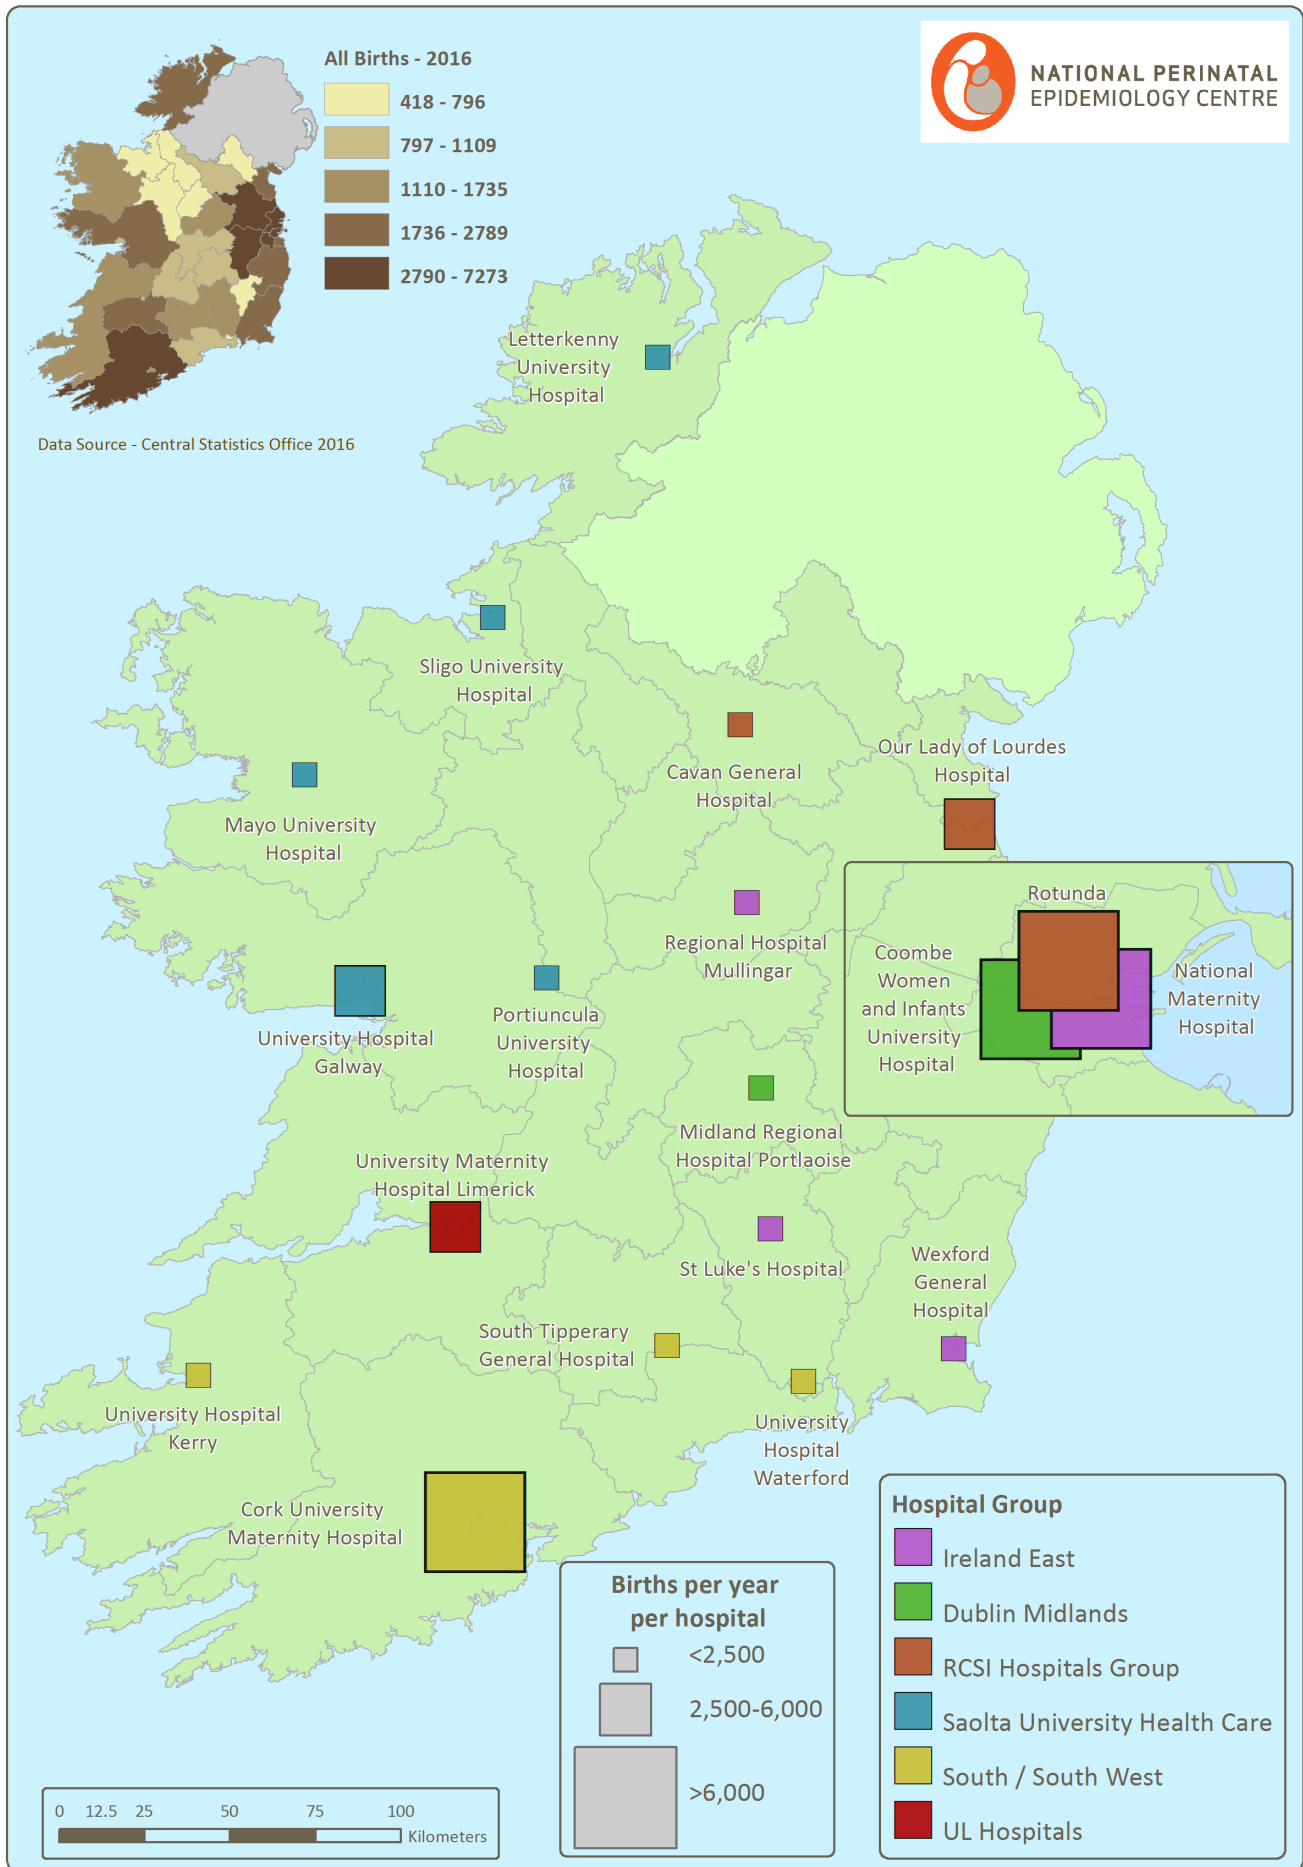 All Births - 2016
418 - 796
797 - 1109
1110 - 1735
1736 - 2789
2790 - 7273
Data Source - Central Statistics Office 2016
NATIONAL PERINATAL
EPIDEMIOLOGY CENTRE
Letterkenny
University
Hospital
Sligo University
Hospital
Cavan General
Hospital
Our Lady of Lourdes
Hospital
Mayo University
Hospital
Regional Hospital
Mullingar
Rotunda
Coombe
Women
and Infants
University
Hospital
National
Maternity
Hospital
University Hospital
Galway
Portiuncula
University
Hospital
Midland Regional
Hospital Portlaoise
University Maternity
Hospital Limerick
St Luke's Hospital
Wexford
General
Hospital
South Tipperary
General Hospital
University Hospital
Kerry
University
Hospital
Waterford
Cork University
Maternity Hospital
Births per year
per hospital
<2,500
2,500-6,000
>6,000
Hospital Group
Ireland East
Dublin Midlands
RCSI Hospitals Group
Saolta University Health Care
South / South West
UL Hospitals
0 12.5 25 50 75 100
Kilometers